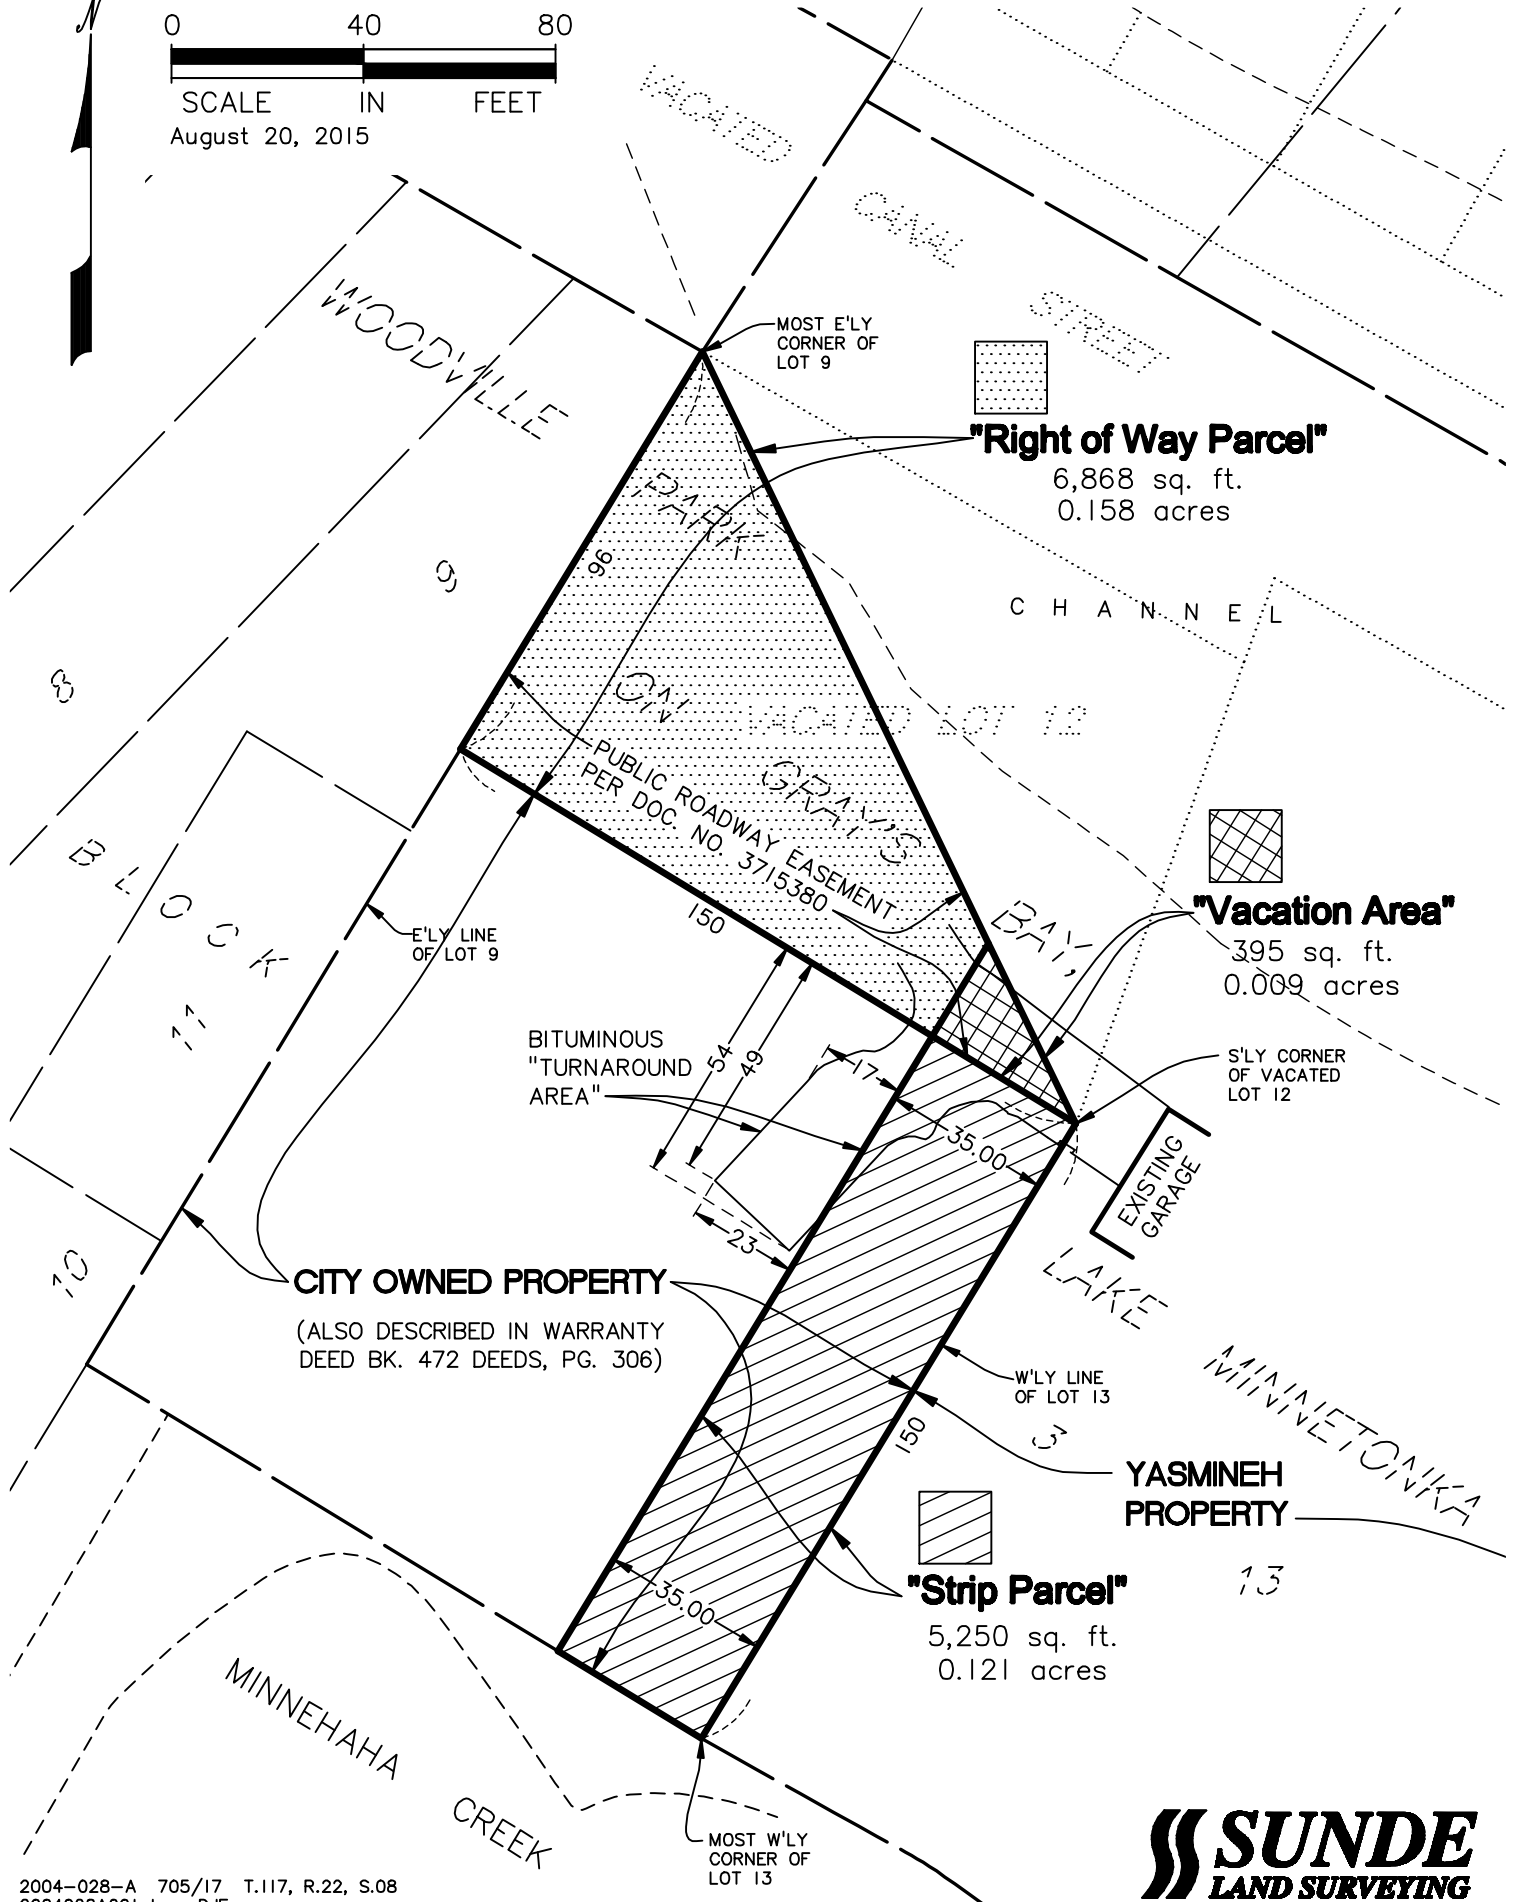 N
0 40 80
SCALE IN FEET
August 20, 2015
VACATED
CANAL
STREET
WOODVILLE
PARK
ON
GRAY'S
BAY,
LAKE
MINNETONKA
MOST E'LY
CORNER OF
LOT 9
"Right of Way Parcel"
6,868 sq. ft.
0.158 acres
96
9
8
CHANNEL
VACATED LOT 12
PUBLIC ROADWAY EASEMENT
PER DOC. NO. 3715380
"Vacation Area"
395 sq. ft.
0.009 acres
BLOCK
11
10
E'LY LINE
OF LOT 9
150
54
49
17
23
BITUMINOUS
"TURNAROUND
AREA"
35.00
S'LY CORNER
OF VACATED
LOT 12
EXISTING
GARAGE
CITY OWNED PROPERTY
(ALSO DESCRIBED IN WARRANTY
DEED BK. 472 DEEDS, PG. 306)
W'LY LINE
OF LOT 13
3
150
YASMINEH
PROPERTY
13
"Strip Parcel"
5,250 sq. ft.
0.121 acres
35.00
MINNEHAHA
CREEK
MOST W'LY
CORNER OF
LOT 13
2004-028-A 705/17 T.117, R.22, S.08
SUNDE
LAND SURVEYING